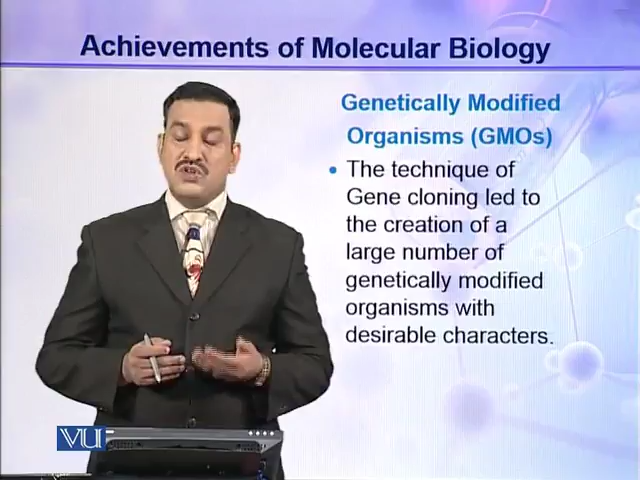 Achievements of Molecular Biology
Genetically Modified
Organisms (GMOs)
• The technique of
Gene cloning led to
the creation of a
large number of
genetically modified
organisms with
desirable characters.
VU